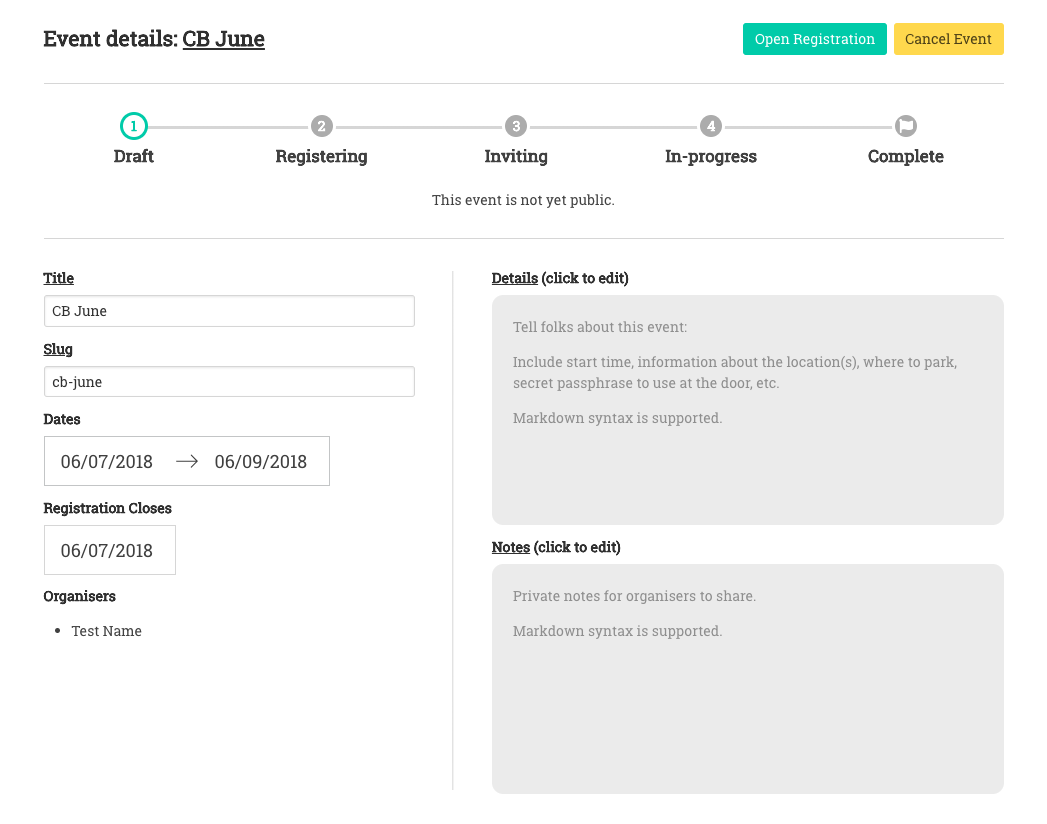 Event details: CB June
Open Registration
Cancel Event
1
2
3
4
Draft
Registering
Inviting
In-progress
Complete
This event is not yet public.
Title
CB June
Slug
cb-june
Dates
06/07/2018 → 06/09/2018
Registration Closes
06/07/2018
Organisers
• Test Name
Details (click to edit)
Tell folks about this event:
Include start time, information about the location(s), where to park,
secret passphrase to use at the door, etc.
Markdown syntax is supported.
Notes (click to edit)
Private notes for organisers to share.
Markdown syntax is supported.